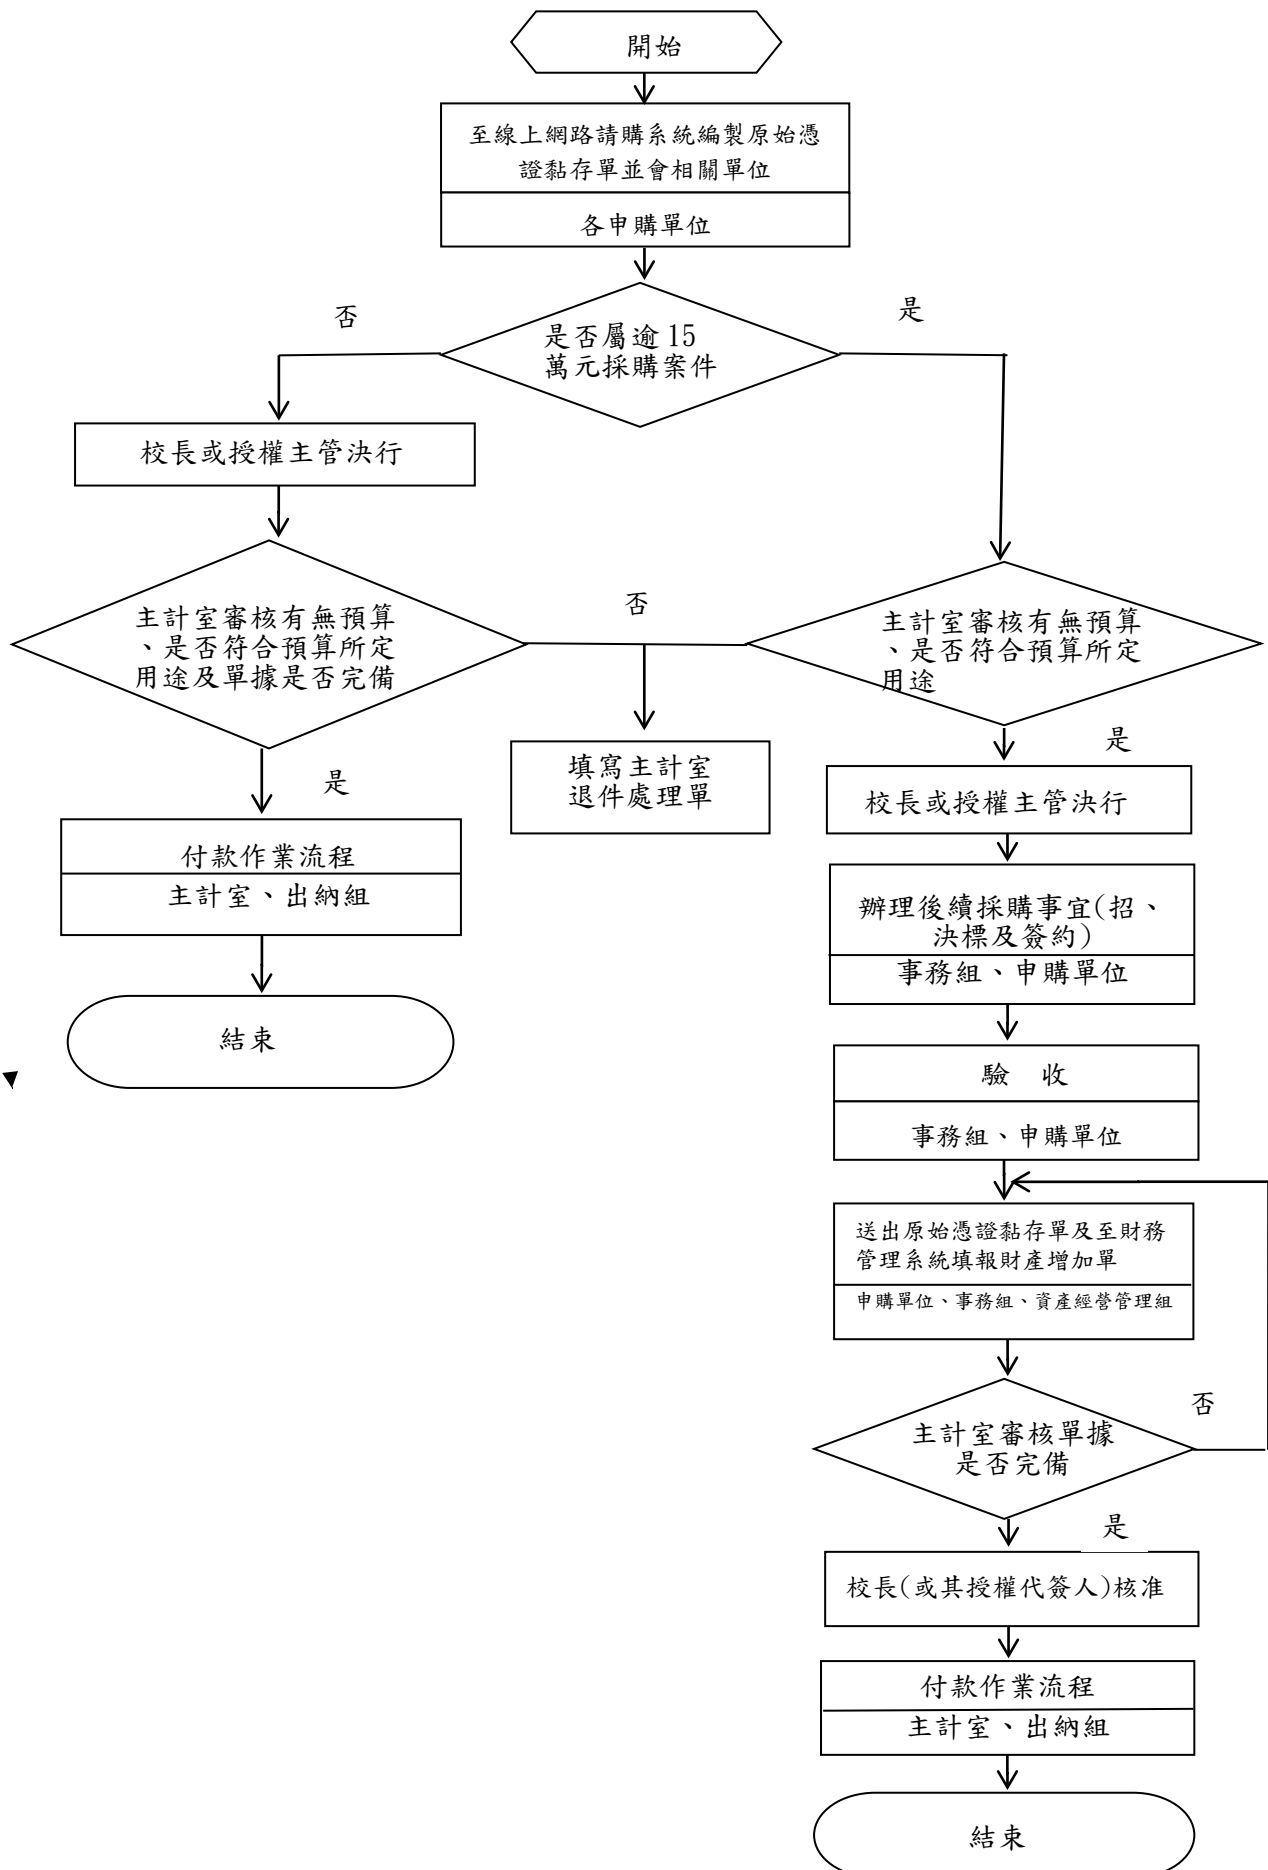 開始
至線上網路請購系統編製原始憑
證黏存單並會相關單位
各申購單位
否
是
是否屬逾 15
萬元採購案件
校長或授權主管決行
主計室審核有無預算
、是否符合預算所定
用途及單據是否完備
否
主計室審核有無預算
、是否符合預算所定
用途
是
填寫主計室
退件處理單
是
校長或授權主管決行
付款作業流程
主計室、出納組
結束
辦理後續採購事宜(招、
決標及簽約)
事務組、申購單位
驗 收
事務組、申購單位
送出原始憑證黏存單及至財務
管理系統填報財產增加單
申購單位、事務組、資產經營管理組
主計室審核單據
是否完備
否
是
校長(或其授權代簽人)核准
付款作業流程
主計室、出納組
結束